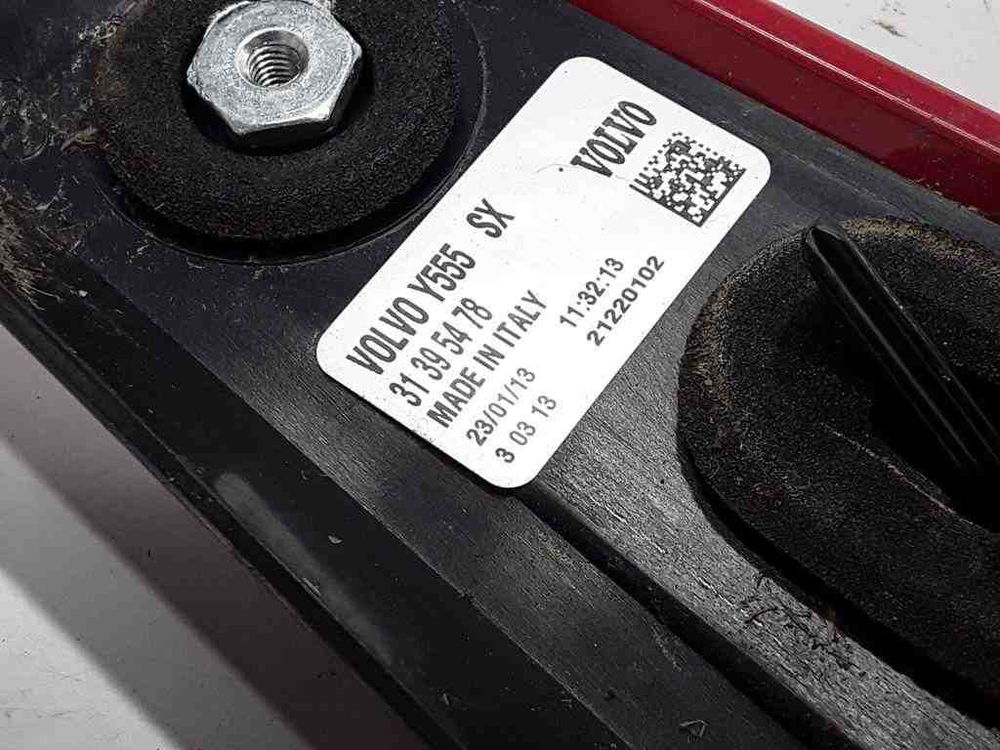 VOLVO
VOLVO Y555 SX
31 39 54 78
MADE IN ITALY
23/01/13 11:32:13
3 03 13 21220102